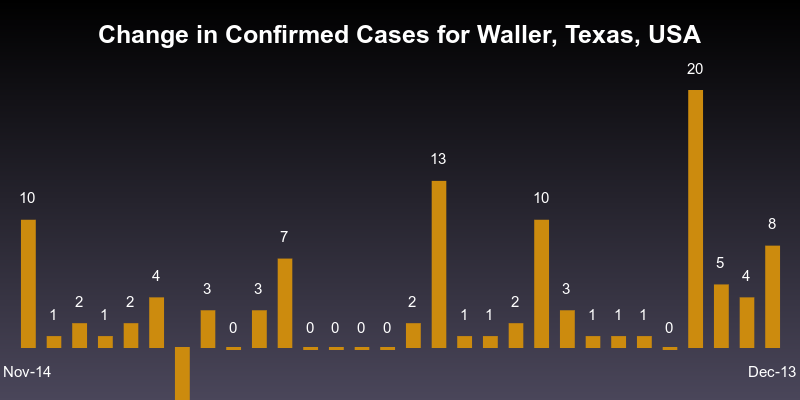 Change in Confirmed Cases for Waller, Texas, USA
10 1 2 1 2 4 3 0 3 7 0 0 0 0 2 13 1 1 2 10 3 1 1 1 0 20 5 4 8
Nov-14 Dec-13